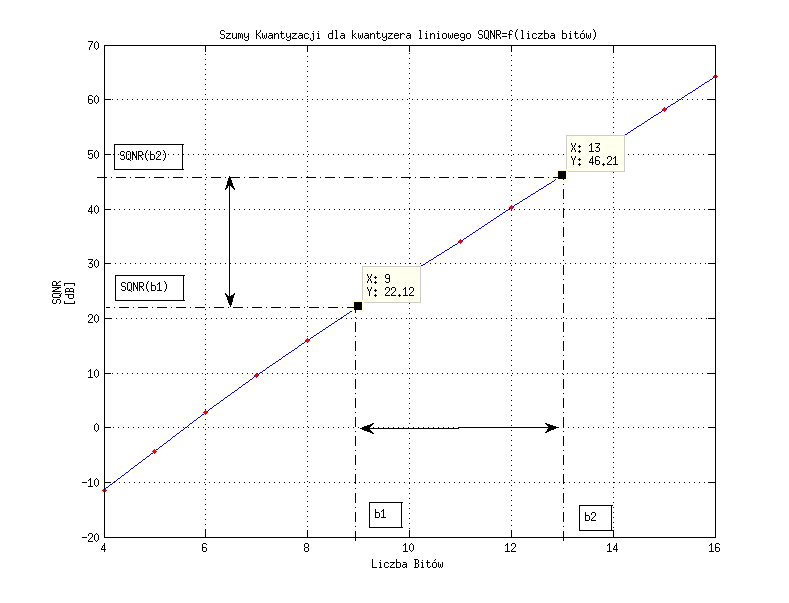 Szumy Kwantyzacji dla kwantyzera liniowego SQNR=f(liczba bitów)
70
60
50
40
30
20
10
0
-10
-20
SQNR
[dB]
SQNR(b2)
SQNR(b1)
X: 13
Y: 46.21
X: 9
Y: 22.12
b1
b2
4
6
8
10
12
14
16
Liczba Bitów